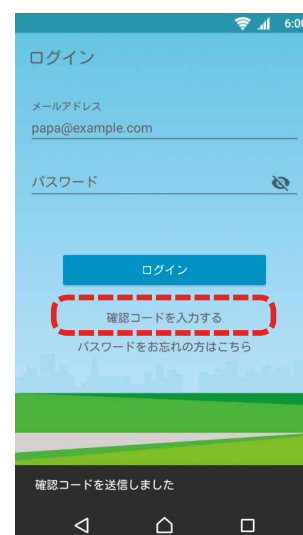 6:00
ログイン
メールアドレス
papa@example.com
パスワード
ログイン
確認コードを入力する
パスワードをお忘れの方はこちら
確認コードを送信しました